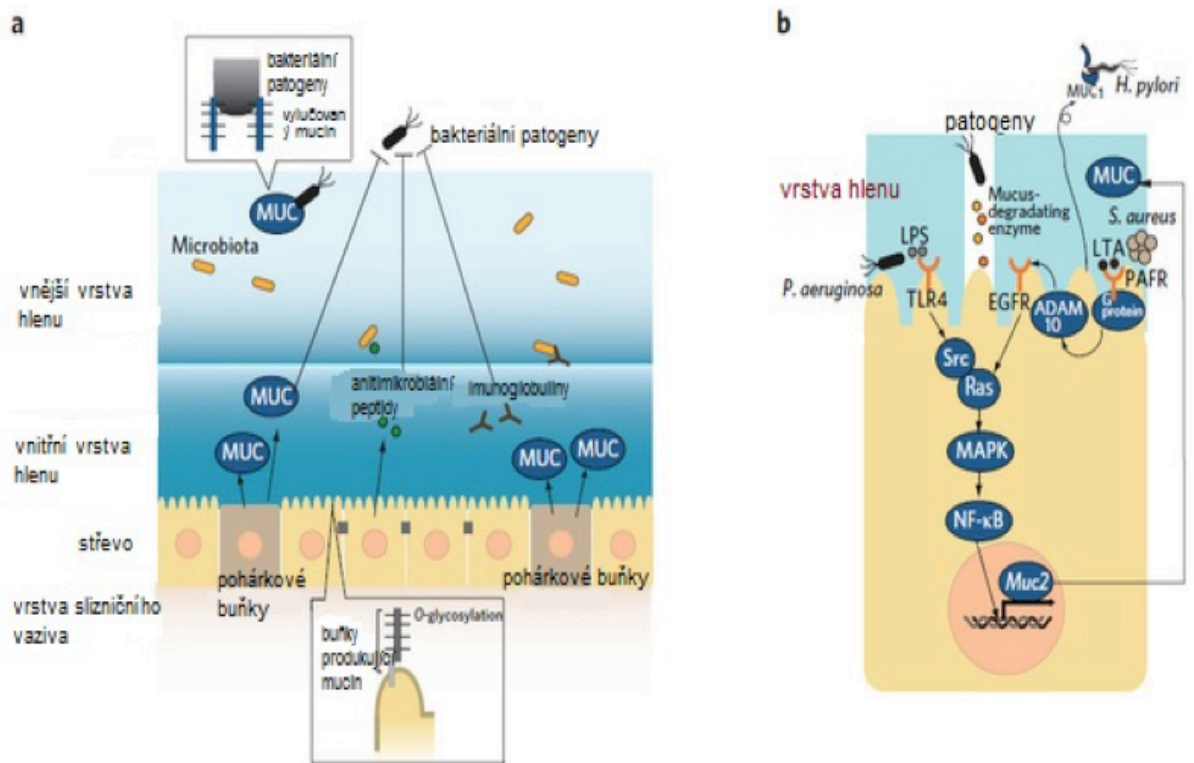 a
bakteriální
patogeny
vylučovan
ý mucin
bakteriálni patogeny
MUC
Microbiota
vnější vrstva
hlenu
MUC
anitimikrobiální
peptidy
imunoglobuliny
vnitřní vrstva
hlenu
MUC
MUC
MUC
střevo
pohárkové
buňky
pohárkové buňky
vrstva slizničního
vaziva
buňky
produkující
mucin
O-glycosylation
b
MUC1
H. pylori
patogeny
vrstva hlenu
MUC
Mucus-
degradating
enzyme
S. aureus
LPS
LTA
PAFR
P. aeruginosa
TLR4
EGFR
ADAM
10
G
protein
Src
Ras
MAPK
NF-κB
Muc2